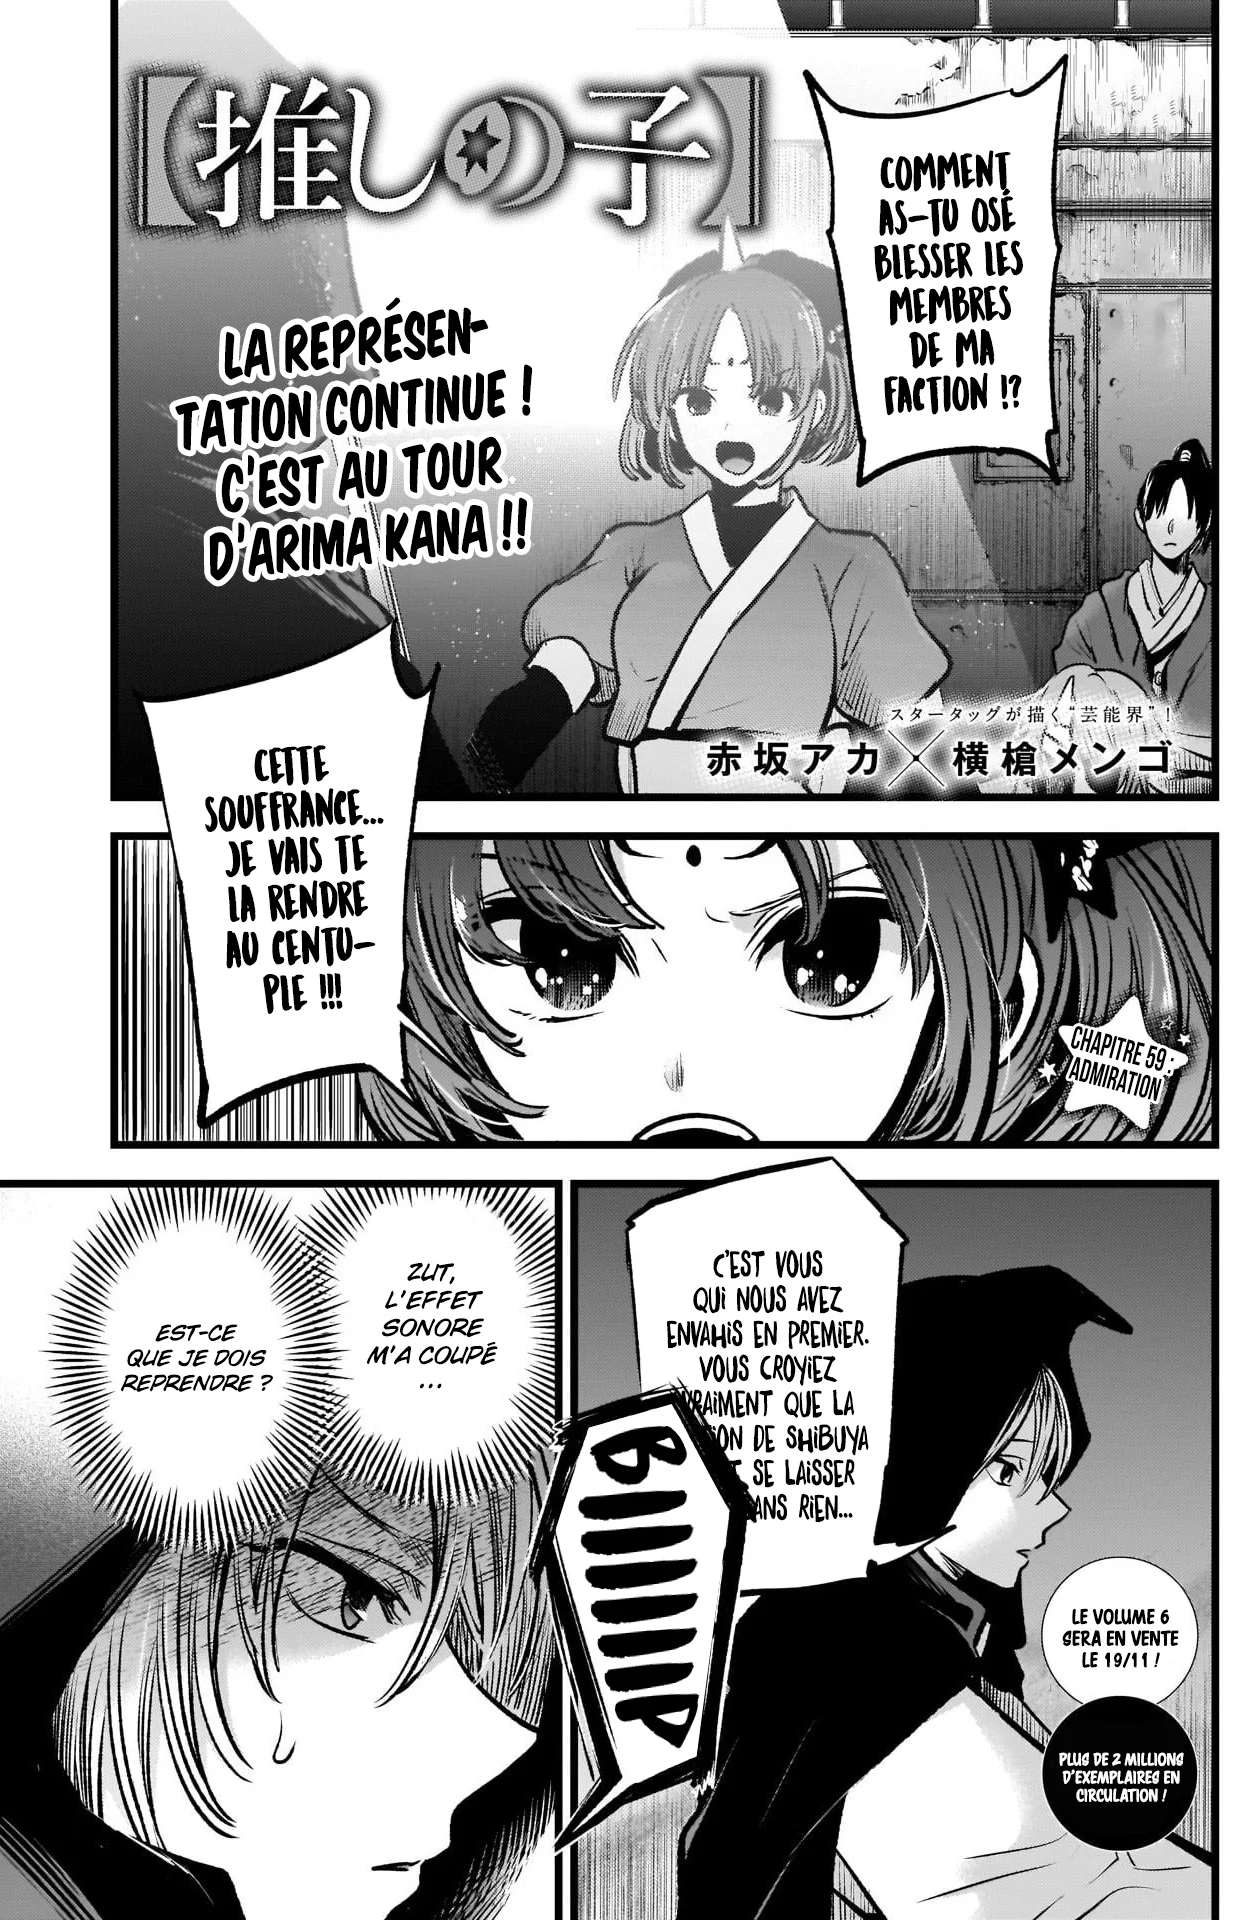 【推しの子】
COMMENT
AS-TU OSÉ
BLESSER LES
MEMBRES
DE MA
FACTION !?
LA REPRÉSEN-
TATION CONTINUE !
C'EST AU TOUR
D'ARIMA KANA !!
スタータッグが描く“芸能界”！
赤坂アカ×横槍メンゴ
CETTE
SOUFFRANCE...
JE VAIS TE
LA RENDRE
AU CENTU-
PLE !!!
CHAPITRE 59 :
ADMIRATION
C'EST VOUS
QUI NOUS AVEZ
ENVAHIS EN PREMIER.
VOUS CROYIEZ
VRAIMENT QUE LA
DE SHIBUYA
SE LAISSER
RIEN...
BIIIIIP
ZUT,
L'EFFET
SONORE
M'A COUPÉ
...
EST-CE
QUE JE DOIS
REPRENDRE ?
LE VOLUME 6
SERA EN VENTE
LE 19/11 !
PLUS DE 2 MILLIONS
D'EXEMPLAIRES EN
CIRCULATION !